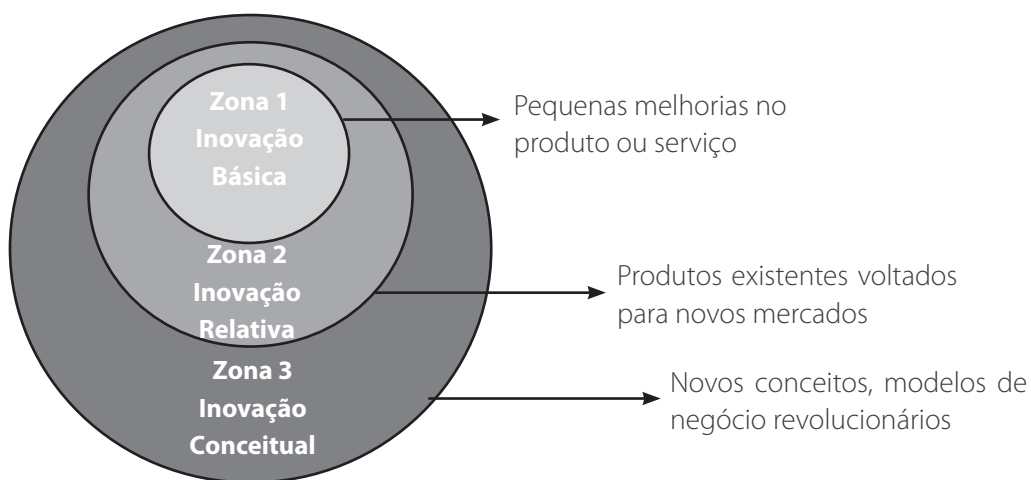 Zona 1
Inovação
Básica
Pequenas melhorias no
produto ou serviço
Zona 2
Inovação
Relativa
Produtos existentes voltados
para novos mercados
Zona 3
Inovação
Conceitual
Novos conceitos, modelos de
negócio revolucionários